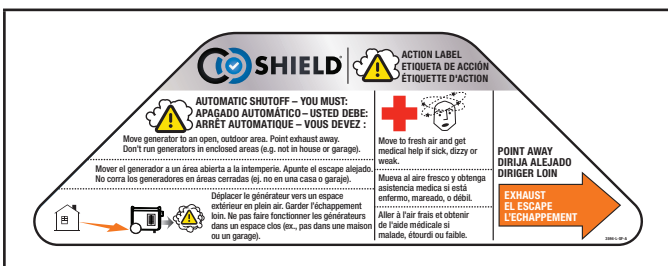 CO SHIELD
ACTION LABEL
ETIQUETA DE ACCIÓN
ÉTIQUETTE D'ACTION
AUTOMATIC SHUTOFF – YOU MUST:
APAGADO AUTOMÁTICO – USTED DEBE:
ARRÊT AUTOMATIQUE – VOUS DEVEZ :
Move generator to an open, outdoor area. Point exhaust away.
Don't run generators in enclosed areas (e.g. not in house or garage).
Mover el generador a un área abierta a la intemperie. Apunte el escape alejado.
No corra los generadores en áreas cerradas (ej. no en una casa o garaje).
Déplacer le générateur vers un espace
extérieur en plein air. Garder l'échappement
loin. Ne pas faire fonctionner les générateurs
dans un espace clos (ex., pas dans une maison
ou un garage).
Move to fresh air and get
medical help if sick, dizzy or
weak.
Mueva al aire fresco y obtenga
asistencia medica si está
enfermo, mareado, o débil.
Aller à l'air frais et obtenir
de l'aide médicale si
malade, étourdi ou faible.
POINT AWAY
DIRIJA ALEJADO
DIRIGER LOIN
EXHAUST
EL ESCAPE
L'ECHAPPEMENT